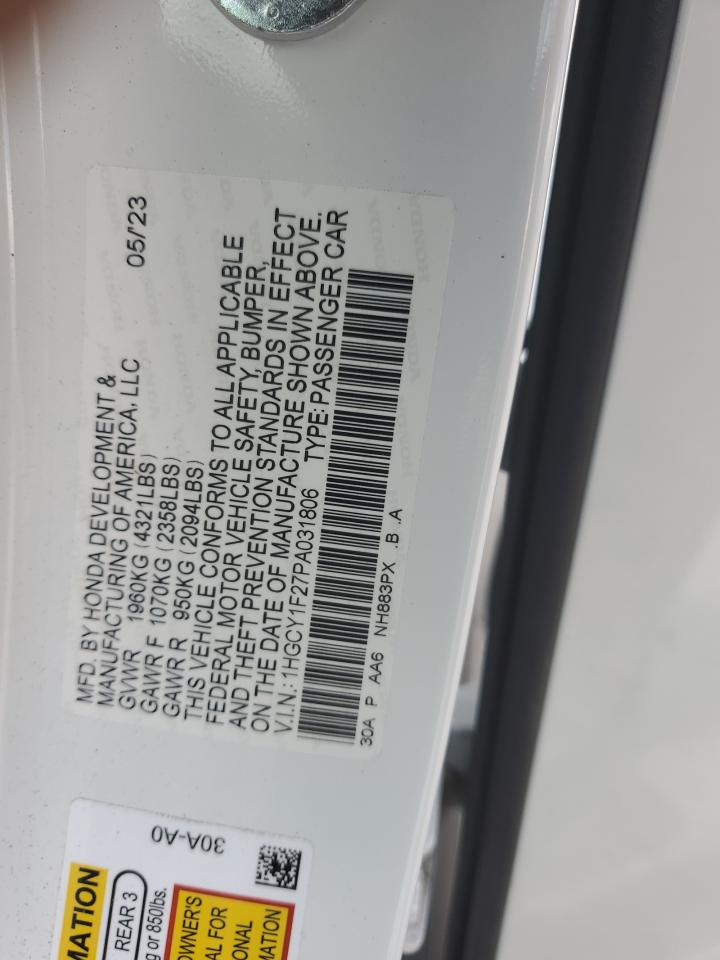 MFD. BY HONDA DEVELOPMENT &
MANUFACTURING OF AMERICA, LLC 05/'23
GVWR 1960KG (4321LBS)
GAWR F 1070KG (2358LBS)
GAWR R 950KG (2094LBS)
THIS VEHICLE CONFORMS TO ALL APPLICABLE
FEDERAL MOTOR VEHICLE SAFETY, BUMPER,
AND THEFT PREVENTION STANDARDS IN EFFECT
ON THE DATE OF MANUFACTURE SHOWN ABOVE.
V.I.N.:1HGCY1F27PA031806 TYPE:PASSENGER CAR
30A P AA6 NH883PX .B .A
30A-A0
MATION
REAR 3
g or 850lbs.
OWNER'S
AL FOR
ONAL
MATION